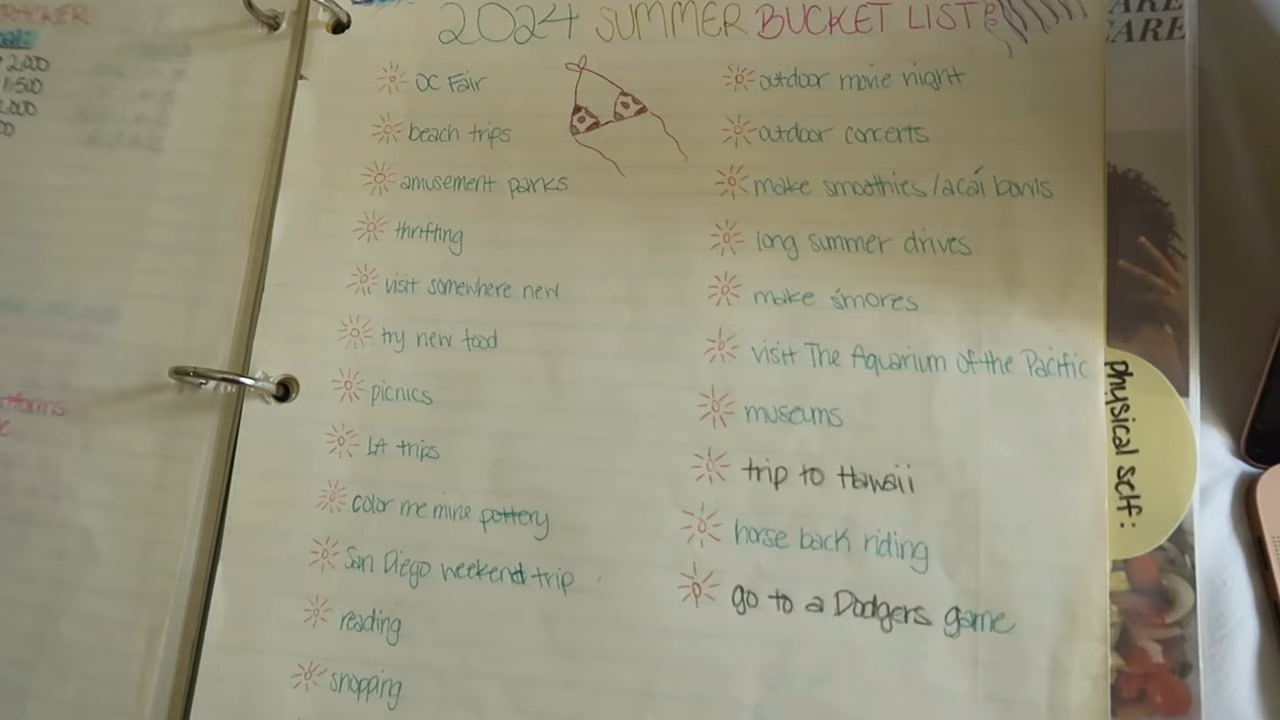 2024 SUMMER BUCKET LIST
OC Fair
beach trips
amusement parks
thrifting
visit somewhere new
try new food
picnics
LA trips
color me mine pottery
San Diego weekend trip
reading
shopping
outdoor movie night
outdoor concerts
make smoothies/acaí bowls
long summer drives
make s'mores
visit The Aquarium of the Pacific
museums
trip to Hawaii
horse back riding
go to a Dodgers game
physical self: